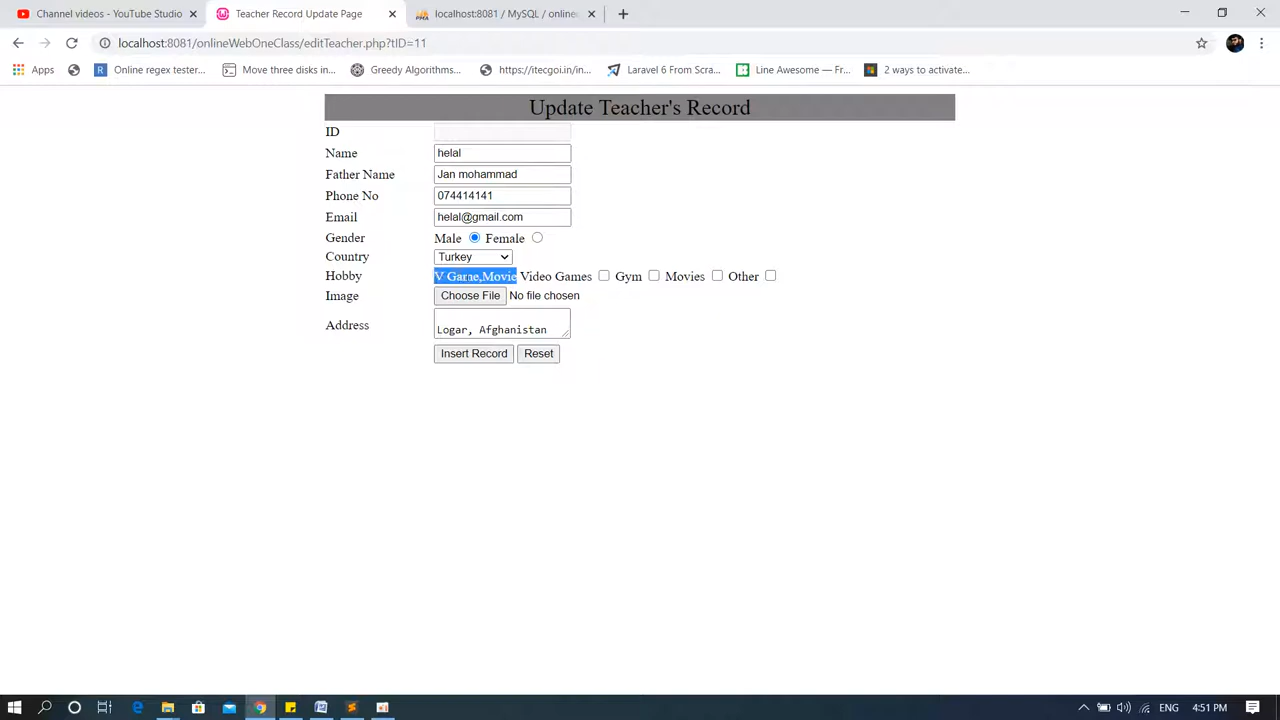 Channel videos - YouTube Studio
Teacher Record Update Page
localhost:8081 / MySQL / online
localhost:8081/onlineWebOneClass/editTeacher.php?tID=11
Apps
Online regex tester...
Move three disks in...
Greedy Algorithms...
https://itecgoi.in/in...
Laravel 6 From Scra...
Line Awesome — Fr...
2 ways to activate...
Update Teacher's Record
ID
Name helal
Father Name Jan mohammad
Phone No 074414141
Email helal@gmail.com
Gender Male Female
Country Turkey
Hobby V Game,Movie Video Games Gym Movies Other
Image Choose File No file chosen
Address Logar, Afghanistan
Insert Record Reset
ENG 4:51 PM